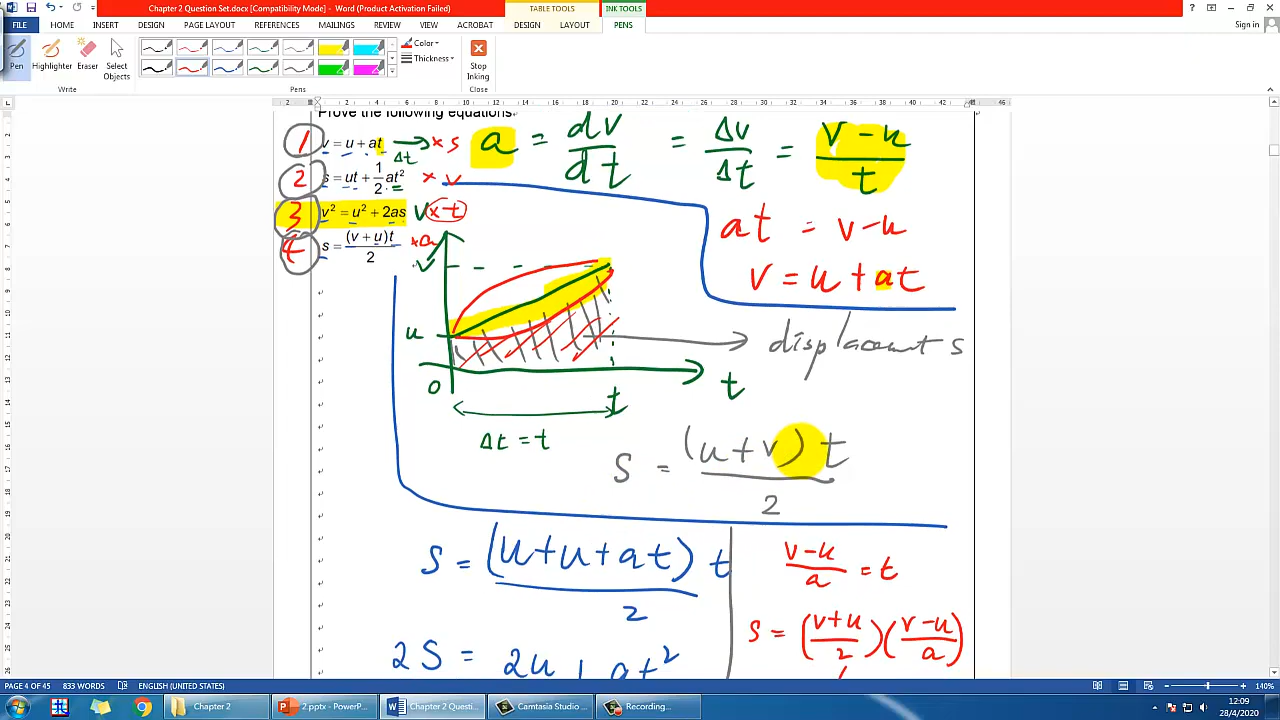 Chapter 2 Question Set.docx [Compatibility Mode] - Word (Product Activation Failed)
TABLE TOOLS
INK TOOLS
FILE HOME INSERT DESIGN PAGE LAYOUT REFERENCES MAILINGS REVIEW VIEW ACROBAT DESIGN LAYOUT PENS
Sign in
Pen Highlighter Eraser Select Objects
Color
Thickness
Stop Inking
Write Pens Close
Prove the following equations
1 v = u + at → × s
Δt
2 s = ut + 1/2 at² × v
3 v² = u² + 2as v × t
4 s = (v + u)t / 2 × a
a = dv/dt = Δv/Δt = v-u/t
at = v-u
v = u + at
v
u
0
t
t
Δt = t
displacement s
s = (u+v)t / 2
s = (u+u+at)t / 2
2s = 2u + at²
v-u/a = t
s = (v+u/2)(v-u/a)
PAGE 4 OF 45 833 WORDS ENGLISH (UNITED STATES) 140%
Chapter 2 2.pptx - PowerP... Chapter 2 Questi... Camtasia Studio ... Recording...
12:09
28/4/2020